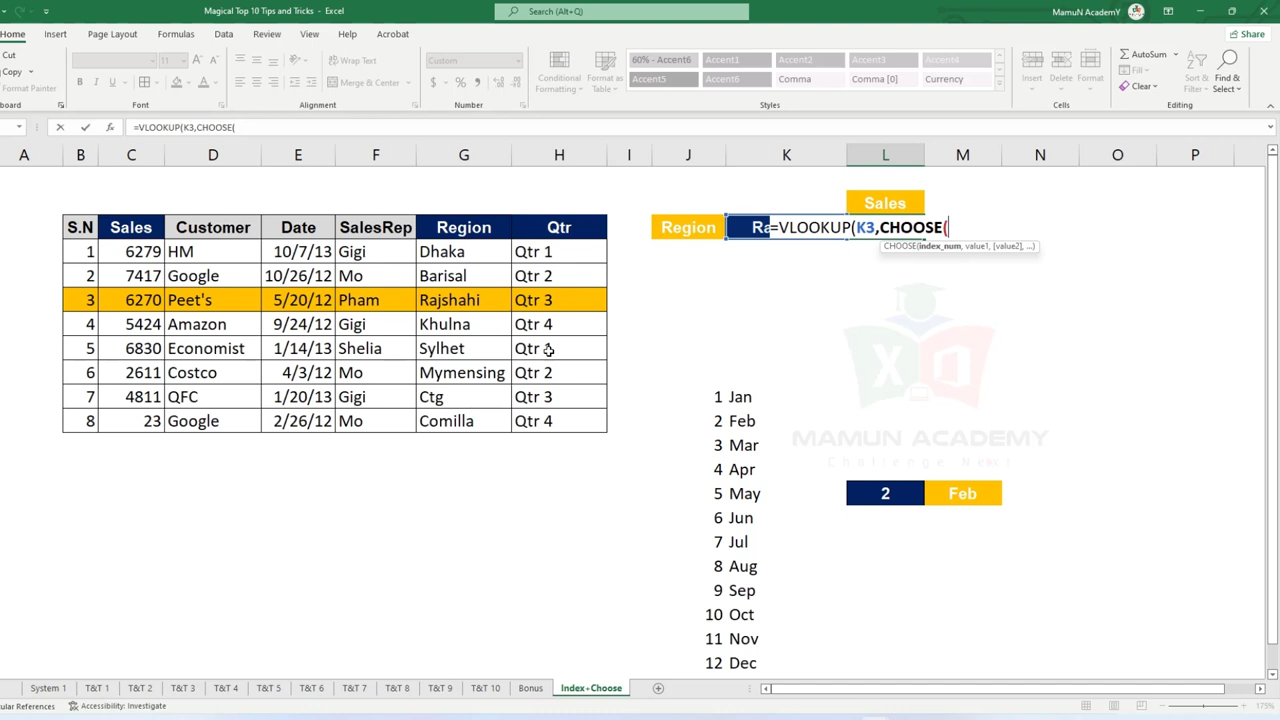 Magical Top 10 Tips and Tricks - Excel
Search (Alt+Q)
MamuN AcademY
Home Insert Page Layout Formulas Data Review View Help Acrobat
Share
Cut
Copy
Format Painter
11
Wrap Text
Merge & Center
Custom
Conditional Formatting
Format as Table
60% - Accent6 Accent1 Accent2 Accent3 Accent4
Accent5 Accent6 Comma Comma [0] Currency
Insert Delete Format
AutoSum
Fill
Clear
Sort & Filter
Find & Select
board Font Alignment Number Styles Cells Editing
=VLOOKUP(K3,CHOOSE(
A B C D E F G H I J K L M N O P
Sales
S.N Sales Customer Date SalesRep Region Qtr
Region Ra=VLOOKUP(K3,CHOOSE(
CHOOSE(index_num, value1, [value2], ...)
1 6279 HM 10/7/13 Gigi Dhaka Qtr 1
2 7417 Google 10/26/12 Mo Barisal Qtr 2
3 6270 Peet's 5/20/12 Pham Rajshahi Qtr 3
4 5424 Amazon 9/24/12 Gigi Khulna Qtr 4
5 6830 Economist 1/14/13 Shelia Sylhet Qtr
6 2611 Costco 4/3/12 Mo Mymensing Qtr 2
7 4811 QFC 1/20/13 Gigi Ctg Qtr 3
8 23 Google 2/26/12 Mo Comilla Qtr 4
1 Jan
2 Feb
3 Mar
4 Apr
5 May
6 Jun
7 Jul
8 Aug
9 Sep
10 Oct
11 Nov
12 Dec
2 Feb
X
MAMUN ACADEMY
Challenge Next
System 1 T&T 1 T&T 2 T&T 3 T&T 4 T&T 5 T&T 6 T&T 7 T&T 8 T&T 9 T&T 10 Bonus Index+Choose
ular References Accessibility: Investigate
175%